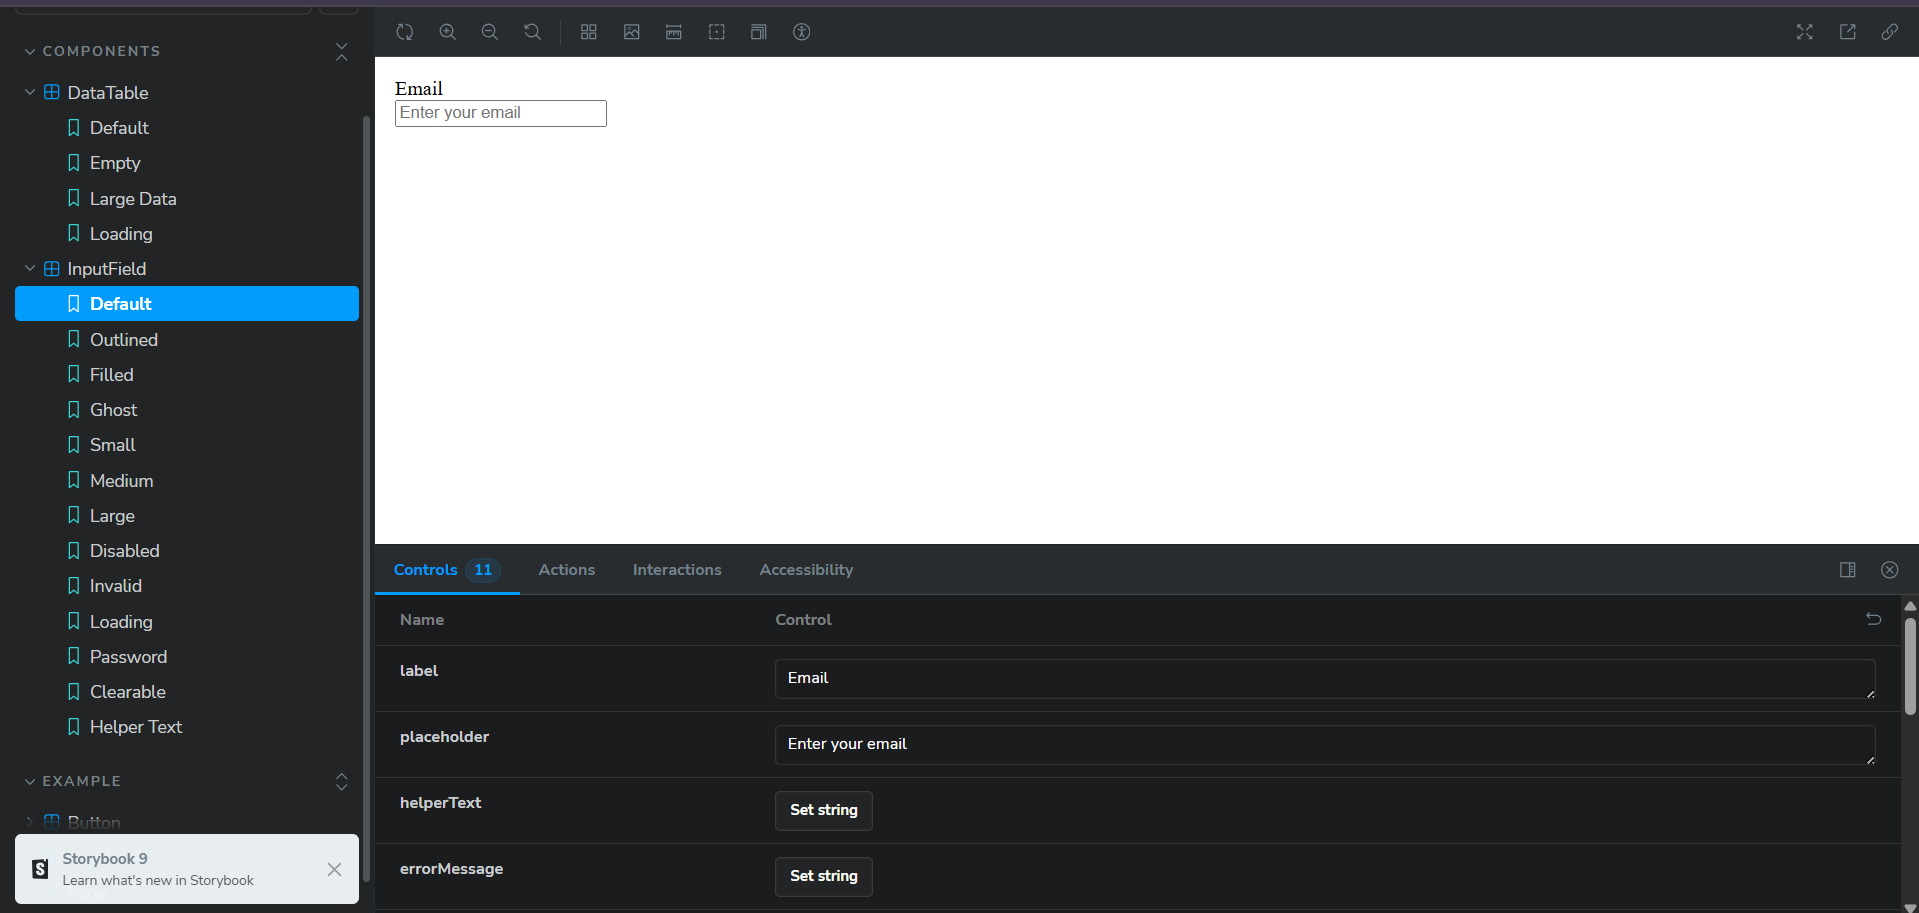 COMPONENTS
DataTable
Default
Empty
Large Data
Loading
InputField
Default
Outlined
Filled
Ghost
Small
Medium
Large
Disabled
Invalid
Loading
Password
Clearable
Helper Text
EXAMPLE
Button
Storybook 9
Learn what's new in Storybook
Email
Enter your email
Controls 11 Actions Interactions Accessibility
Name Control
label Email
placeholder Enter your email
helperText Set string
errorMessage Set string